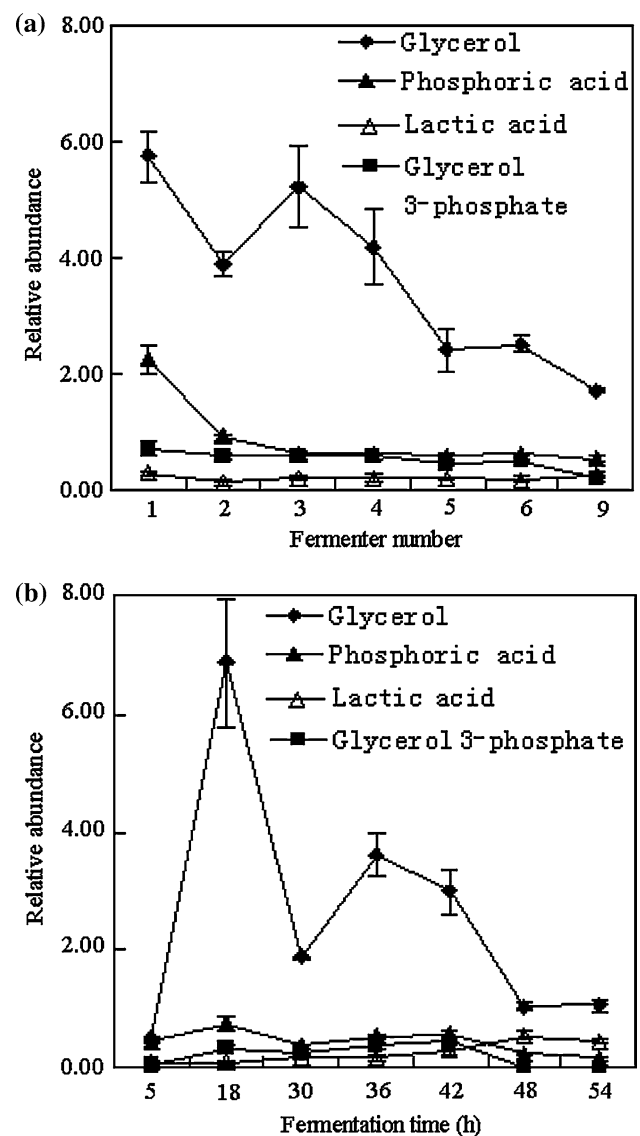 (a)
8.00
6.00
4.00
2.00
0.00
Relative abundance
Glycerol
Phosphoric acid
Lactic acid
Glycerol
3-phosphate
1 2 3 4 5 6 9
Fermenter number
(b)
8.00
6.00
4.00
2.00
0.00
Relative abundance
Glycerol
Phosphoric acid
Lactic acid
Glycerol 3-phosphate
5 18 30 36 42 48 54
Fermentation time (h)